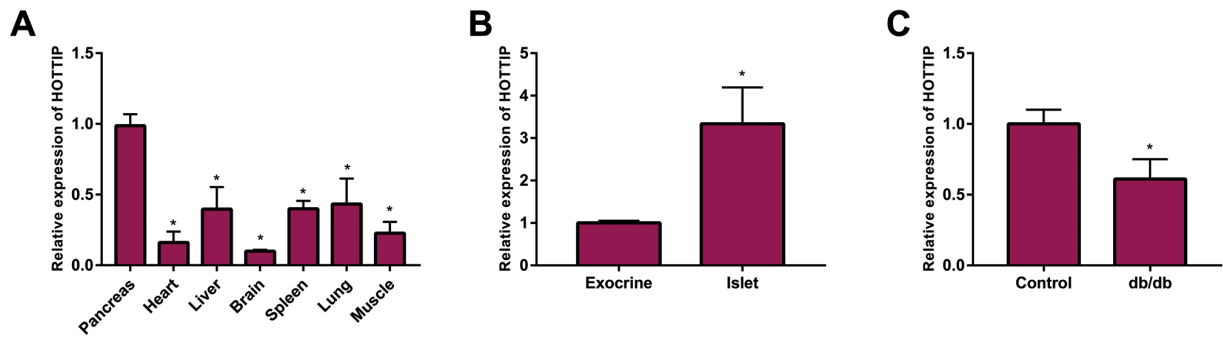 A
Relative expression of HOTTIP
1.5
1.0
0.5
0.0
*
*
*
*
*
*
Pancreas
Heart
Liver
Brain
Spleen
Lung
Muscle
B
Relative expression of HOTTIP
5
4
3
2
1
0
*
Exocrine
Islet
C
Relative expression of HOTTIP
1.5
1.0
0.5
0.0
*
Control
db/db